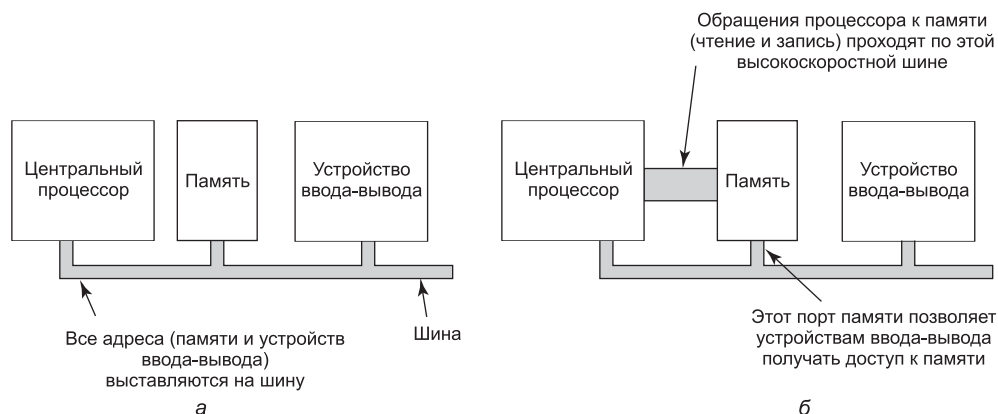 Обращения процессора к памяти
(чтение и запись) проходят по этой
высокоскоростной шине
Центральный
процессор
Память
Устройство
ввода-вывода
Центральный
процессор
Память
Устройство
ввода-вывода
Все адреса (памяти и устройств
ввода-вывода)
выставляются на шину
Шина
Этот порт памяти позволяет
устройствам ввода-вывода
получать доступ к памяти
а
б